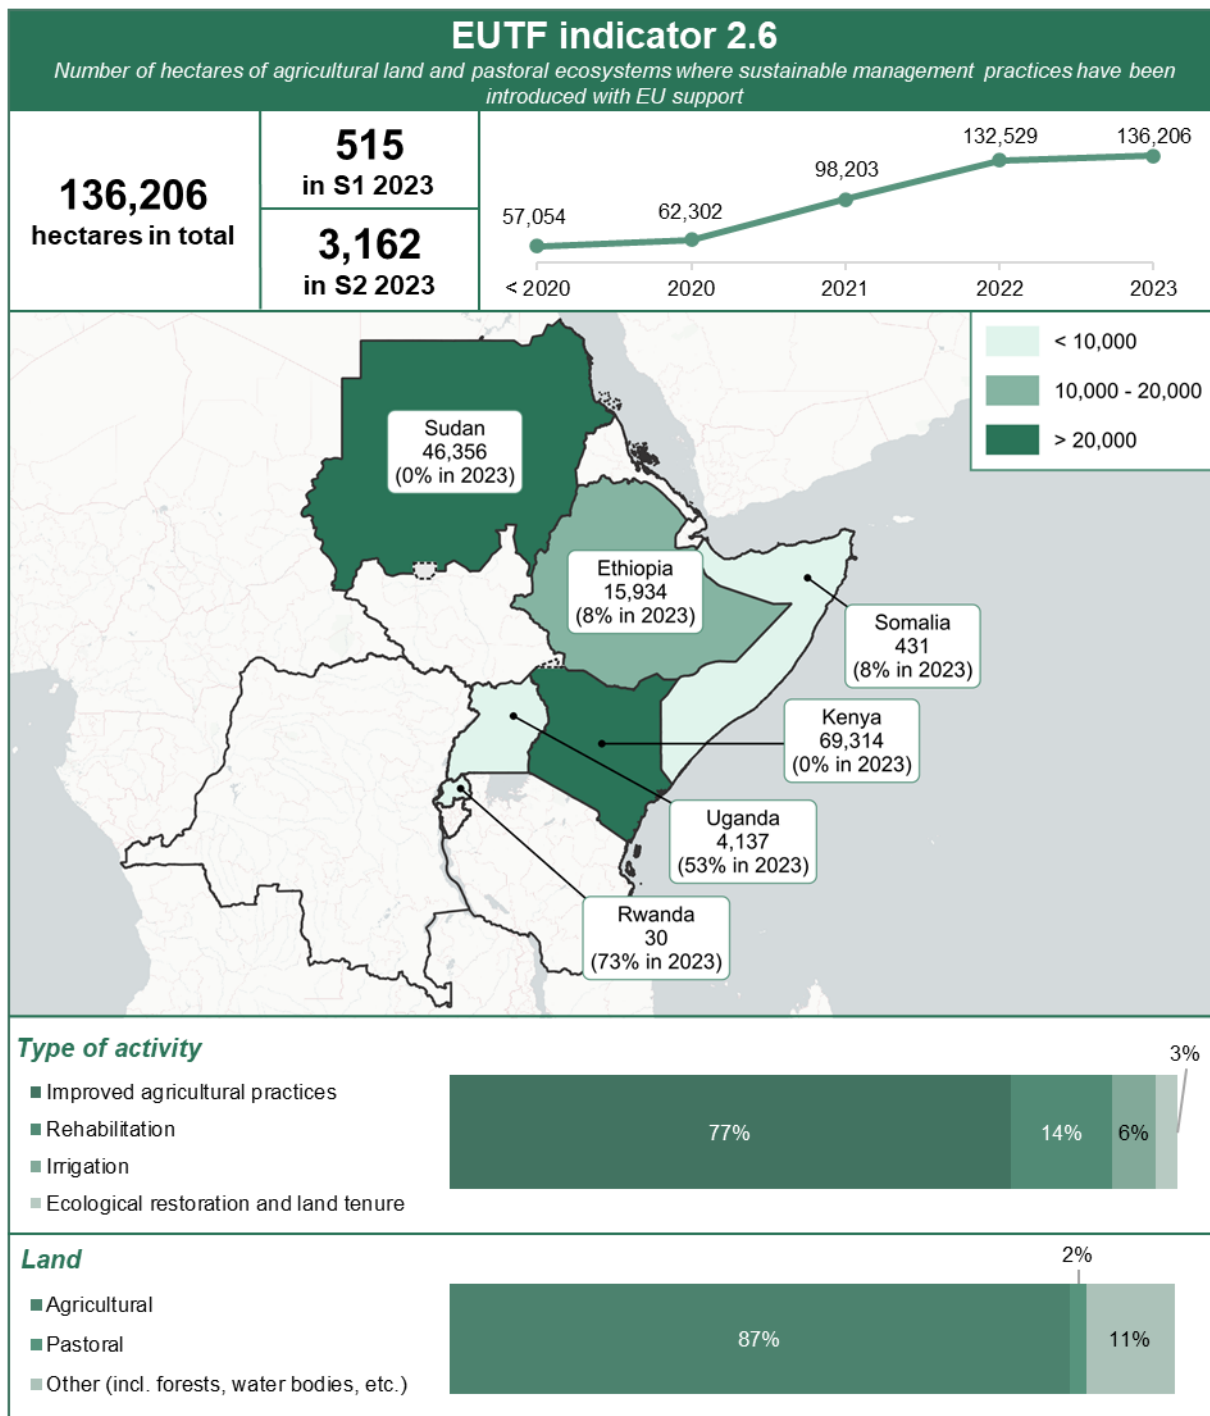 EUTF indicator 2.6
Number of hectares of agricultural land and pastoral ecosystems where sustainable management practices have been
introduced with EU support
136,206
hectares in total
515
in S1 2023
3,162
in S2 2023
57,054
62,302
98,203
132,529
136,206
< 2020
2020
2021
2022
2023
< 10,000
10,000 - 20,000
> 20,000
Sudan
46,356
(0% in 2023)
Ethiopia
15,934
(8% in 2023)
Somalia
431
(8% in 2023)
Kenya
69,314
(0% in 2023)
Uganda
4,137
(53% in 2023)
Rwanda
30
(73% in 2023)
Type of activity
Improved agricultural practices
Rehabilitation
Irrigation
Ecological restoration and land tenure
77%
14%
6%
3%
Land
Agricultural
Pastoral
Other (incl. forests, water bodies, etc.)
87%
2%
11%